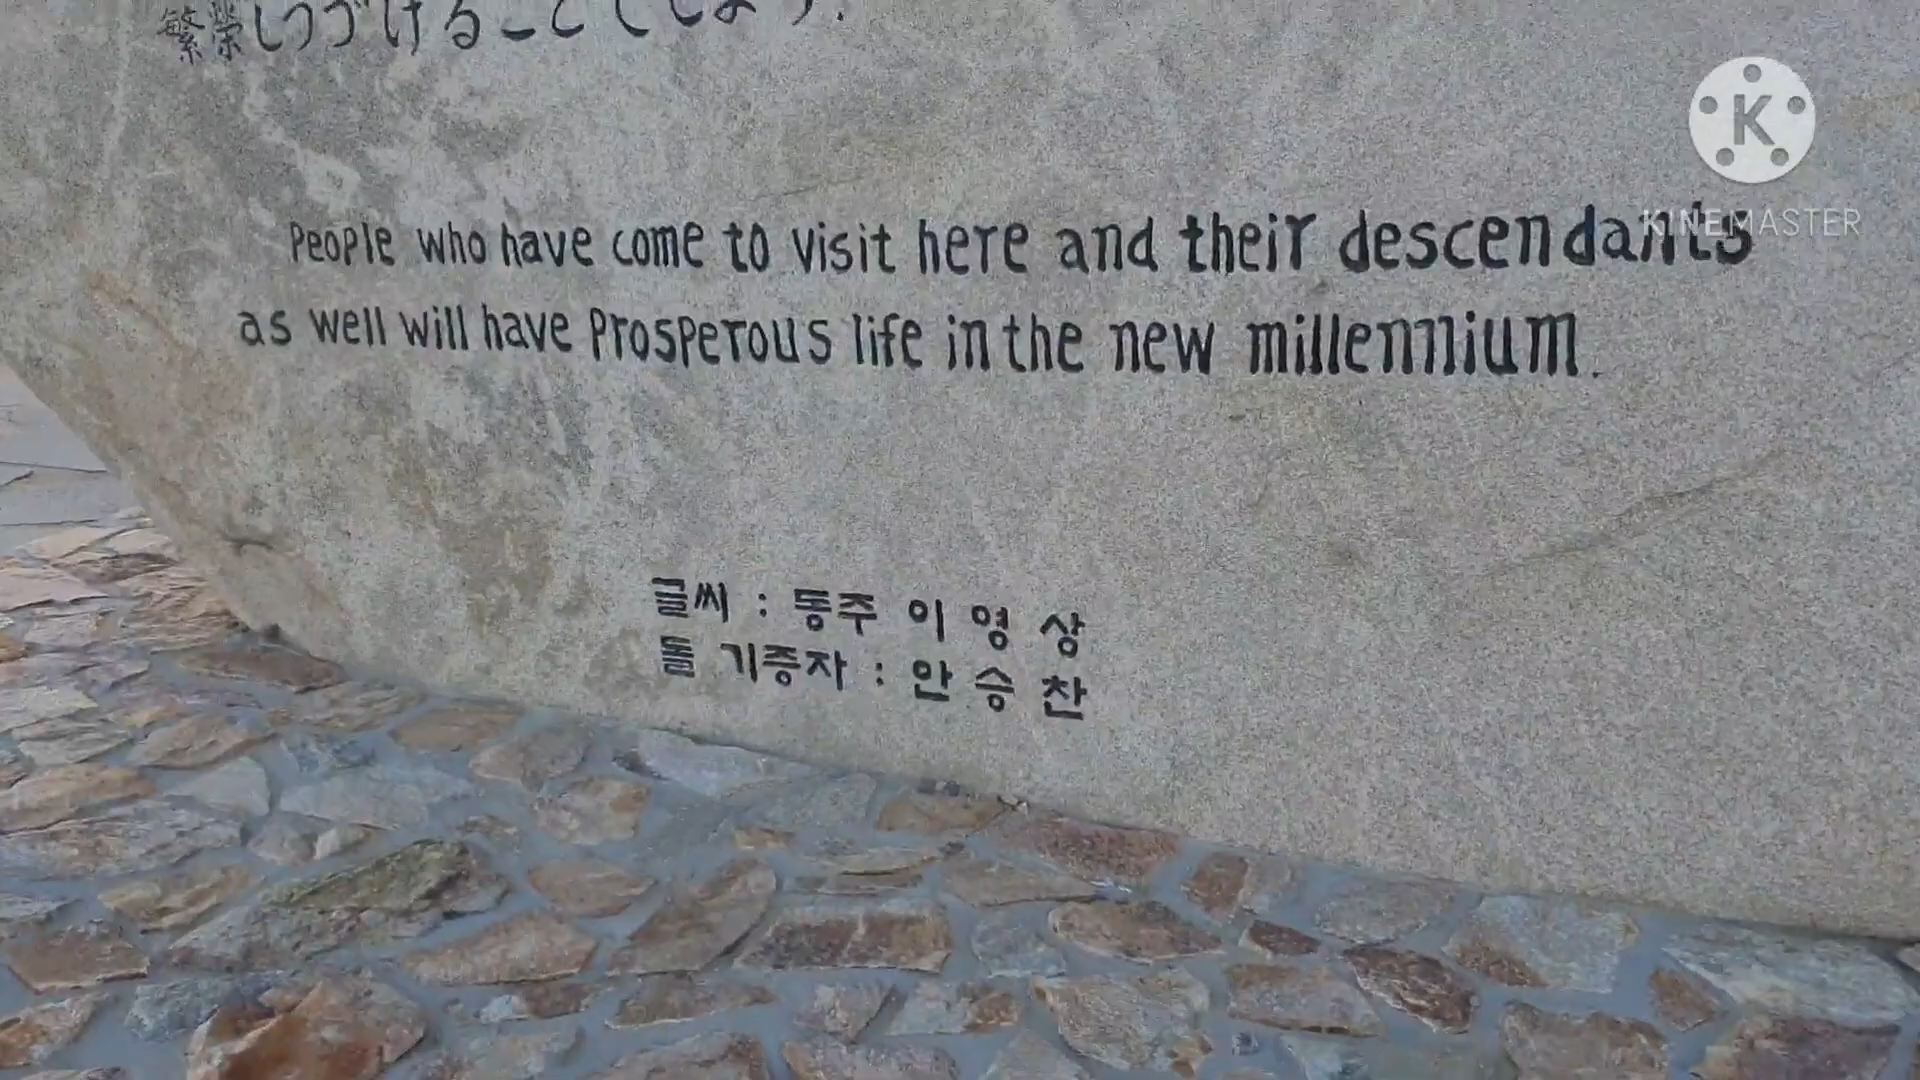 繁栄しつづけることでしょう.
K
KINEMASTER
People who have come to visit here and their descendants
as well will have Prosperous life in the new millennium.
글씨 : 동주 이 영 상
돌 기증자 : 안 승 찬